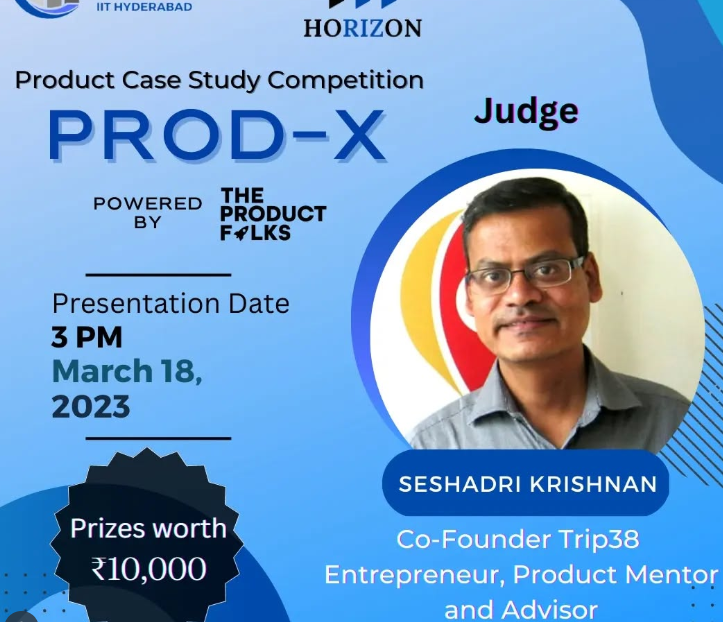 IIT HYDERABAD
HORIZON
Product Case Study Competition
PROD-X
POWERED
BY
THE
PRODUCT
FOLKS
Presentation Date
3 PM
March 18,
2023
Prizes worth
₹10,000
Judge
SESHADRI KRISHNAN
Co-Founder Trip38
Entrepreneur, Product Mentor
and Advisor